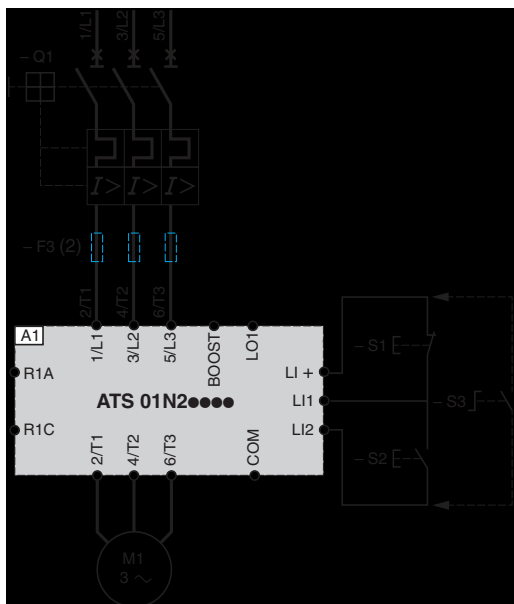 1/L1 3/L2 5/L3
– Q1
I> I> I>
– F3 (2)
2/T1 4/T2 6/T3
A1
1/L1 3/L2 5/L3 BOOST LO1
R1A
LI +
– S1
ATS 01N2●●●●
LI1
– S3
R1C
LI2
2/T1 4/T2 6/T3 COM
– S2
M1
3 ~